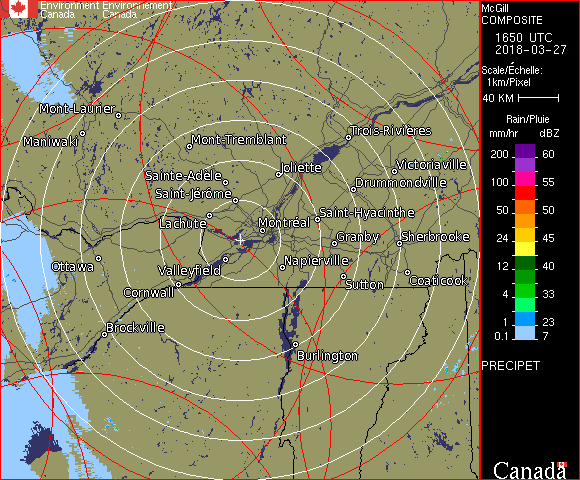 Environment Environnement
Canada Canada
McGill
COMPOSITE
1650 UTC
2018-03-27
Scale/Échelle:
1km/Pixel
40 KM
Rain/Pluie
mm/hr dBZ
200 60
100 55
50 50
24 45
12 40
4 33
1 23
0.1 7
PRECIPET
Canada
Mont-Laurier
Maniwaki
Mont-Tremblant
Trois-Rivières
Sainte-Adèle
Joliette
Victoriaville
Saint-Jérôme
Drummondville
Lachute
Montréal
Saint-Hyacinthe
Granby
Sherbrooke
Ottawa
Valleyfield
Napierville
Cornwall
Sutton
Coaticook
Brockville
Burlington